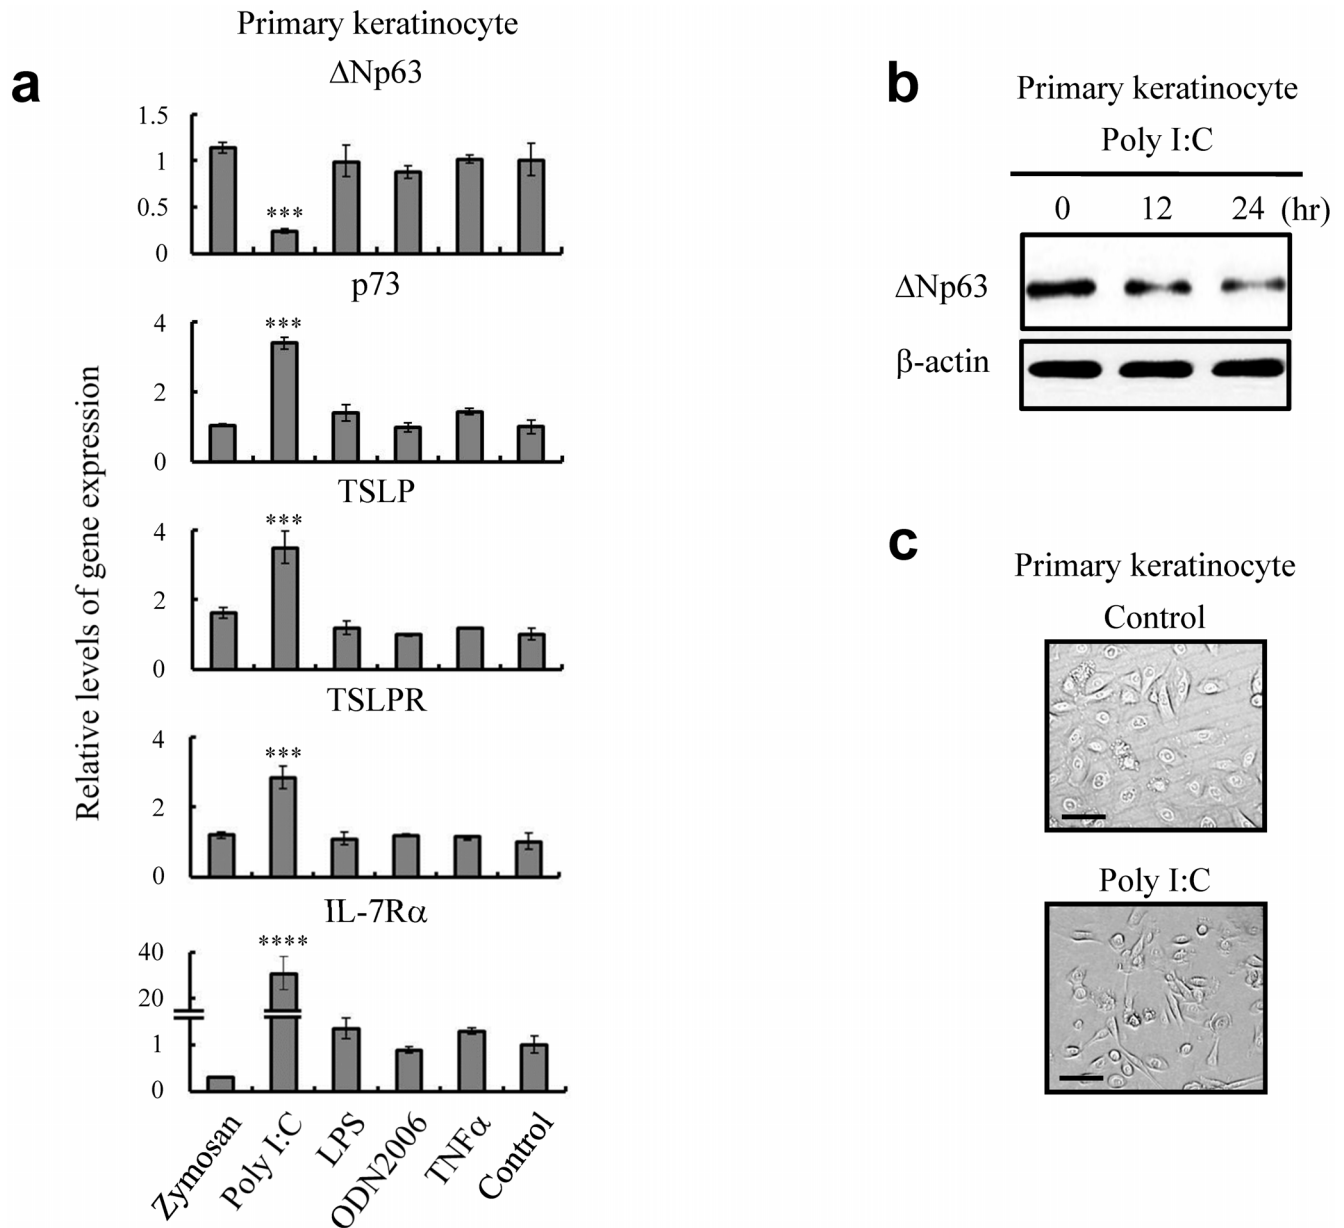 a
Primary keratinocyte
ΔNp63
1.5
1
0.5
0
***
p73
4
2
0
***
TSLP
4
2
0
***
TSLPR
4
2
0
***
IL-7Rα
40
20
1
0
****
Relative levels of gene expression
Zymosan
Poly I:C
LPS
ODN2006
TNFα
Control
b
Primary keratinocyte
Poly I:C
0 12 24 (hr)
ΔNp63
β-actin
c
Primary keratinocyte
Control
Poly I:C